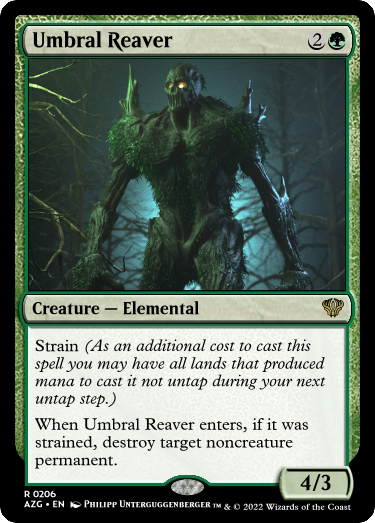 Umbral Reaver 2
Creature — Elemental
Strain (As an additional cost to cast this
spell you may have all lands that produced
mana to cast it not untap during your next
untap step.)
When Umbral Reaver enters, if it was
strained, destroy target noncreature
permanent.
4/3
R 0206
AZG • EN Philipp Unterguggenberger ™ & © 2022 Wizards of the Coast